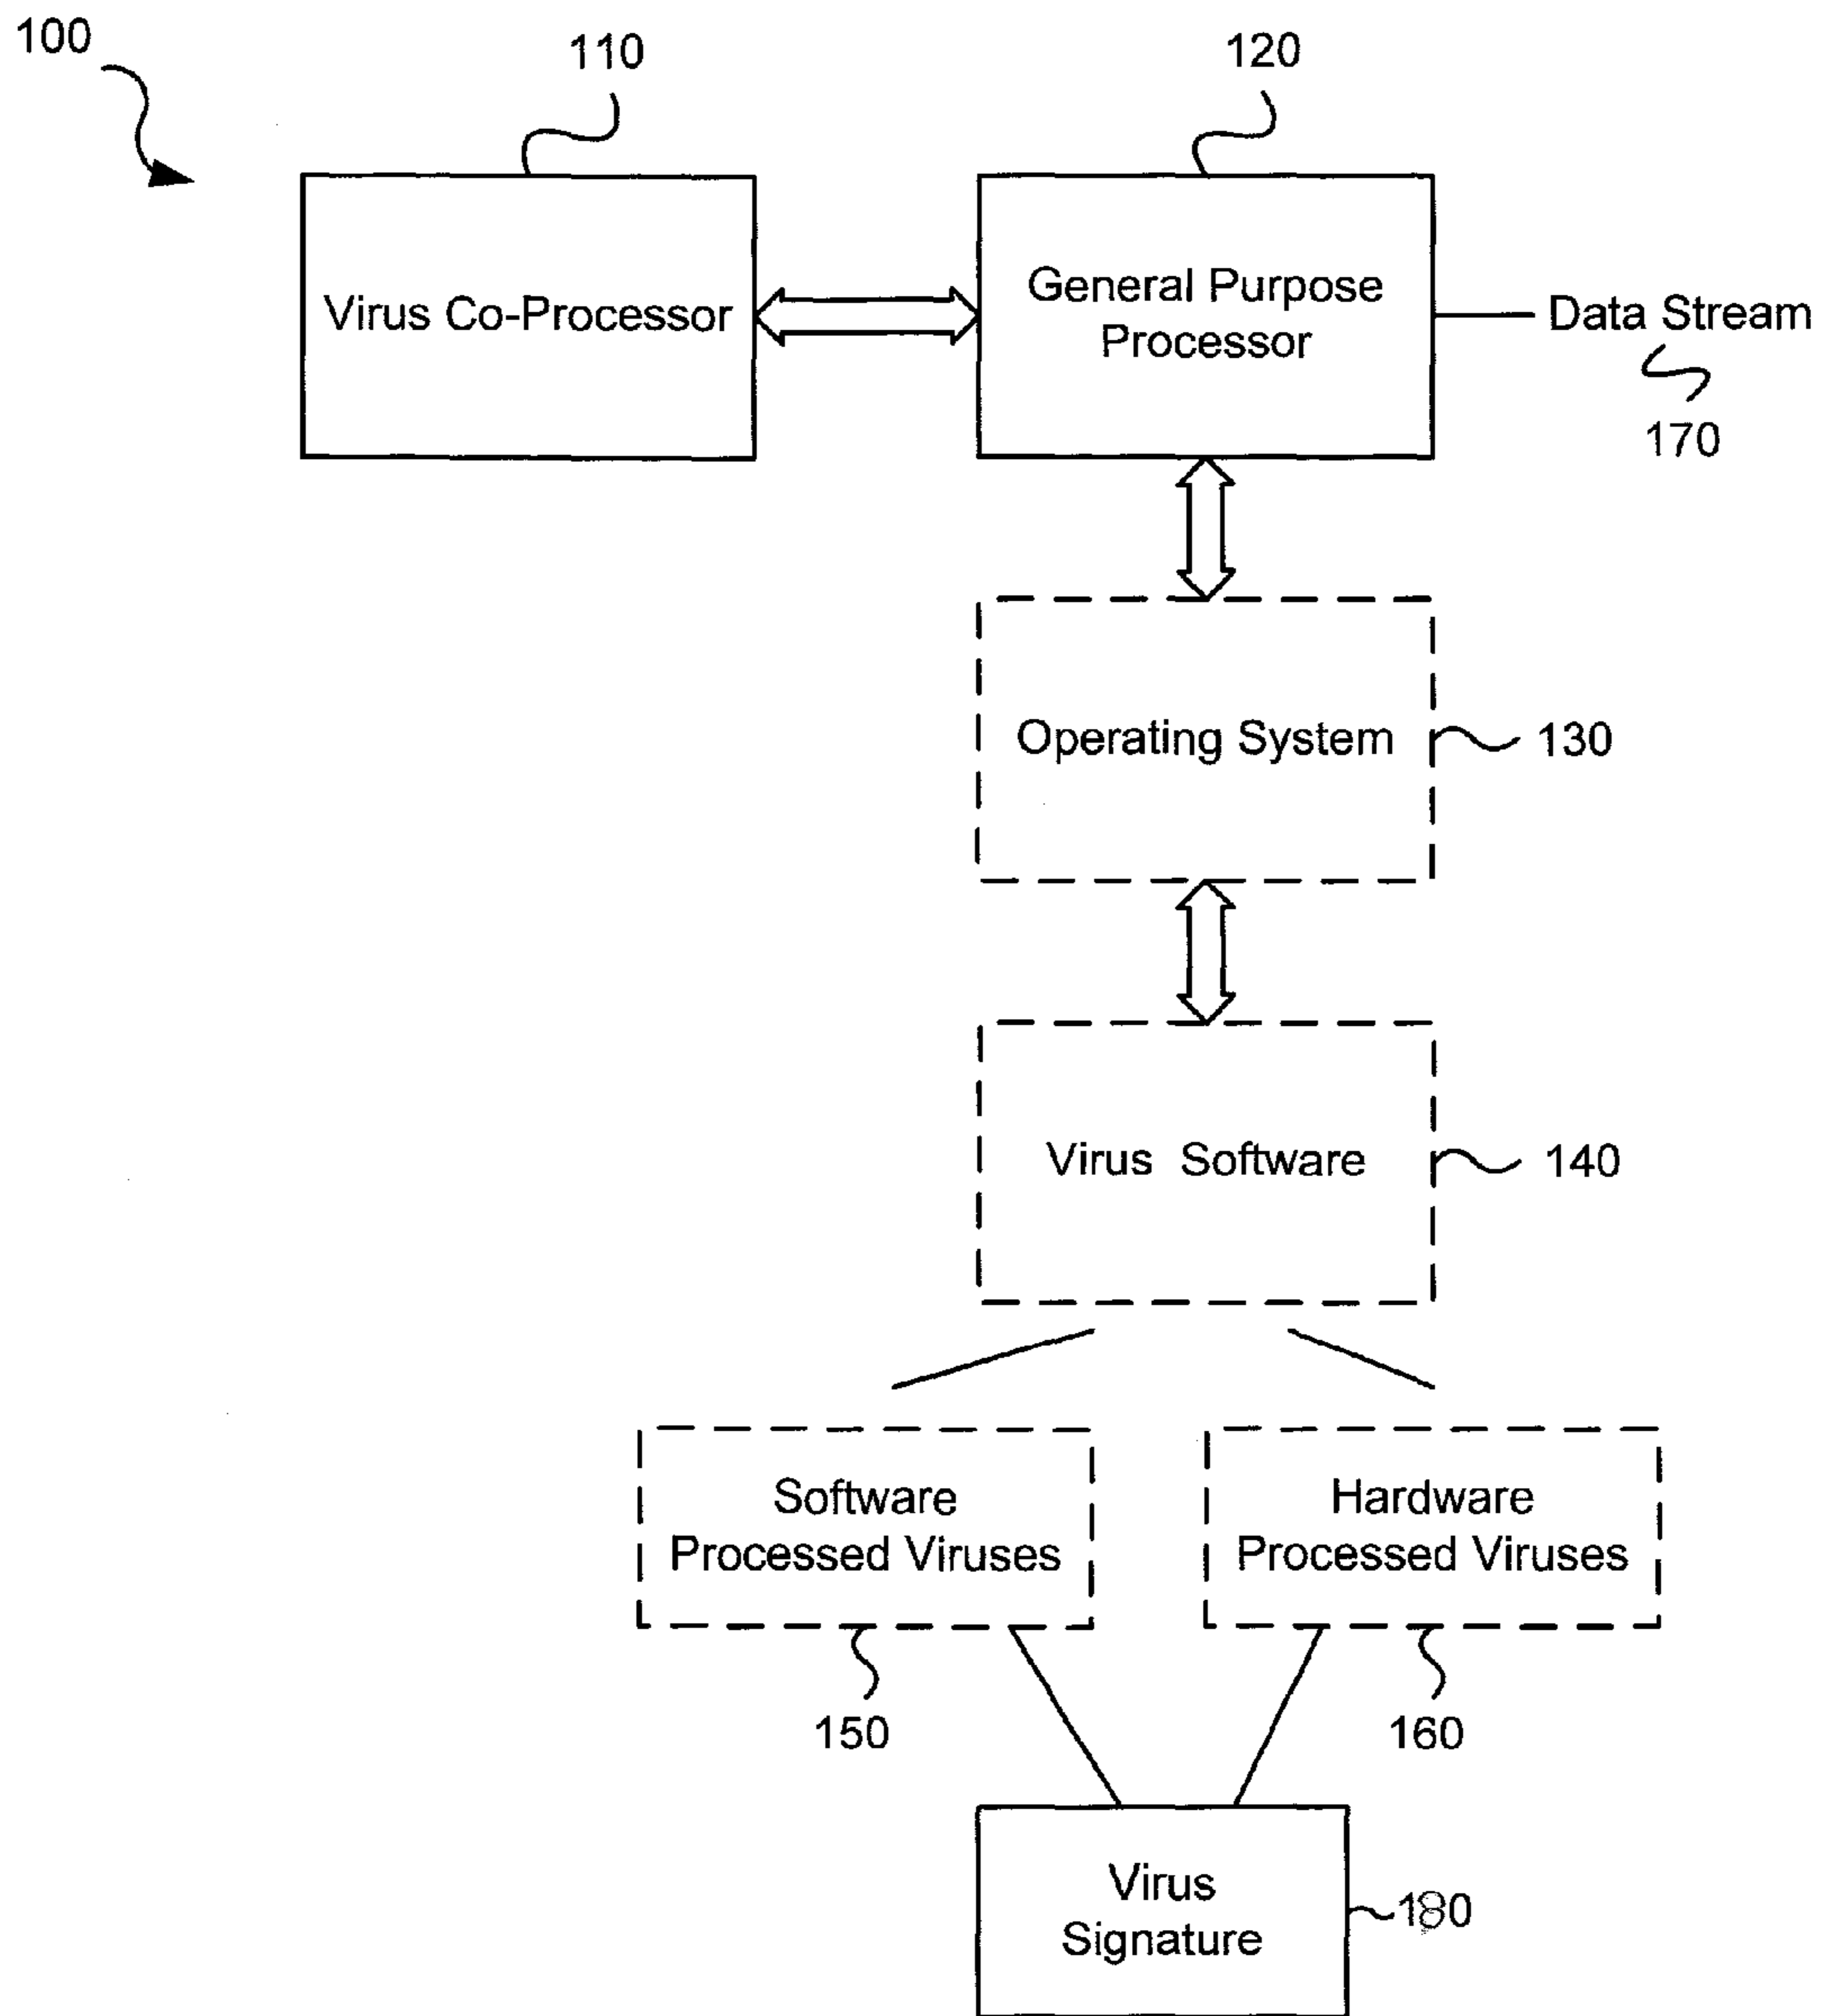 100
110
120
Virus Co-Processor
General Purpose
Processor
Data Stream
170
Operating System
130
Virus Software
140
Software
Processed Viruses
Hardware
Processed Viruses
150
160
Virus
Signature
180